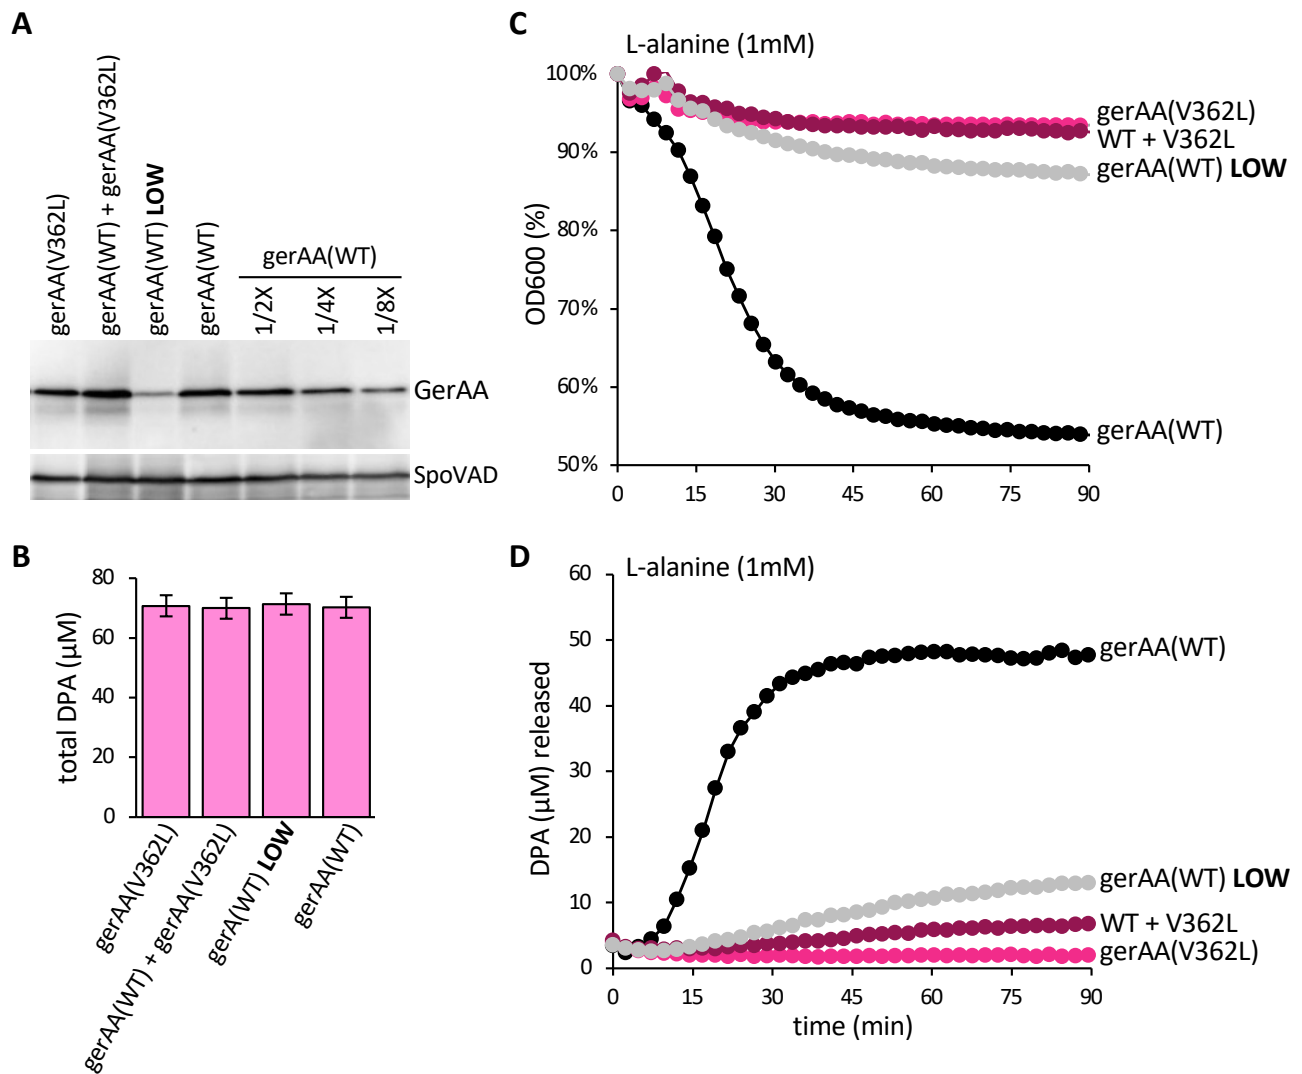 A
gerAA(V362L)
gerAA(WT) + gerAA(V362L)
gerAA(WT) LOW
gerAA(WT)
gerAA(WT)
1/2X
1/4X
1/8X
GerAA
SpoVAD
B
total DPA (µM)
80
60
40
20
0
gerAA(V362L)
gerAA(WT) + gerAA(V362L)
gerA(WT) LOW
gerAA(WT)
C
L-alanine (1mM)
OD600 (%)
100%
90%
80%
70%
60%
50%
0
15
30
45
60
75
90
gerAA(V362L)
WT + V362L
gerAA(WT) LOW
gerAA(WT)
D
L-alanine (1mM)
DPA (µM) released
60
50
40
30
20
10
0
0
15
30
45
60
75
90
time (min)
gerAA(WT)
gerAA(WT) LOW
WT + V362L
gerAA(V362L)